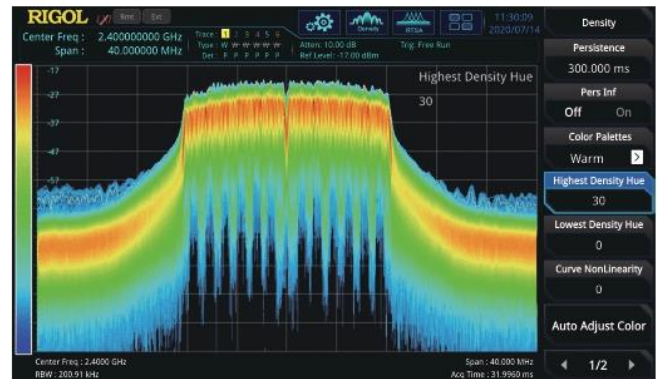 RIGOL Rmt Ext Density RTSA 11:30:09
2020/07/14
Center Freq : 2.400000000 GHz
Span : 40.000000 MHz
Trace : 1 2 3 4 5 6
Type : W W W W W W
Det : P P P P P P
Atten: 10.00 dB
Ref Level: -17.00 dBm
Trig: Free Run
-17
-27
-37
-47
-57
Highest Density Hue
30
Center Freq : 2.4000 GHz
RBW : 200.91 kHz
Span : 40.000 MHz
Acq Time : 31.9960 ms
Density
Persistence
300.000 ms
Pers Inf
Off On
Color Palettes
Warm
Highest Density Hue
30
Lowest Density Hue
0
Curve NonLinearity
0
Auto Adjust Color
1/2